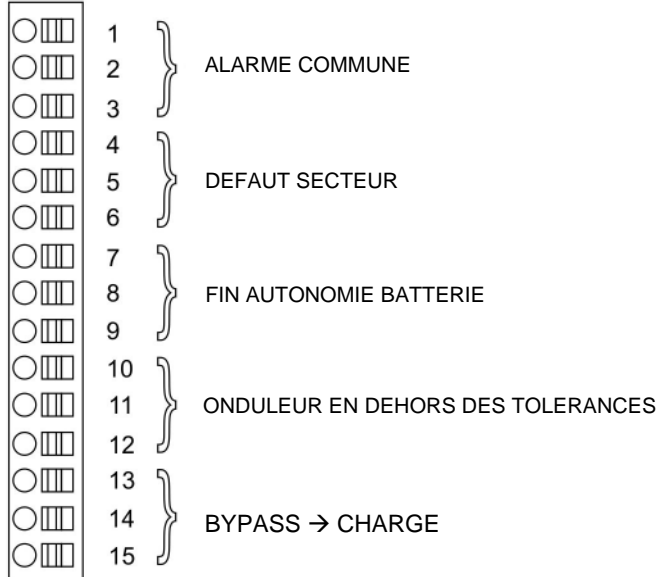 1
2 ALARME COMMUNE
3
4
5 DEFAUT SECTEUR
6
7
8 FIN AUTONOMIE BATTERIE
9
10
11 ONDULEUR EN DEHORS DES TOLERANCES
12
13
14 BYPASS → CHARGE
15